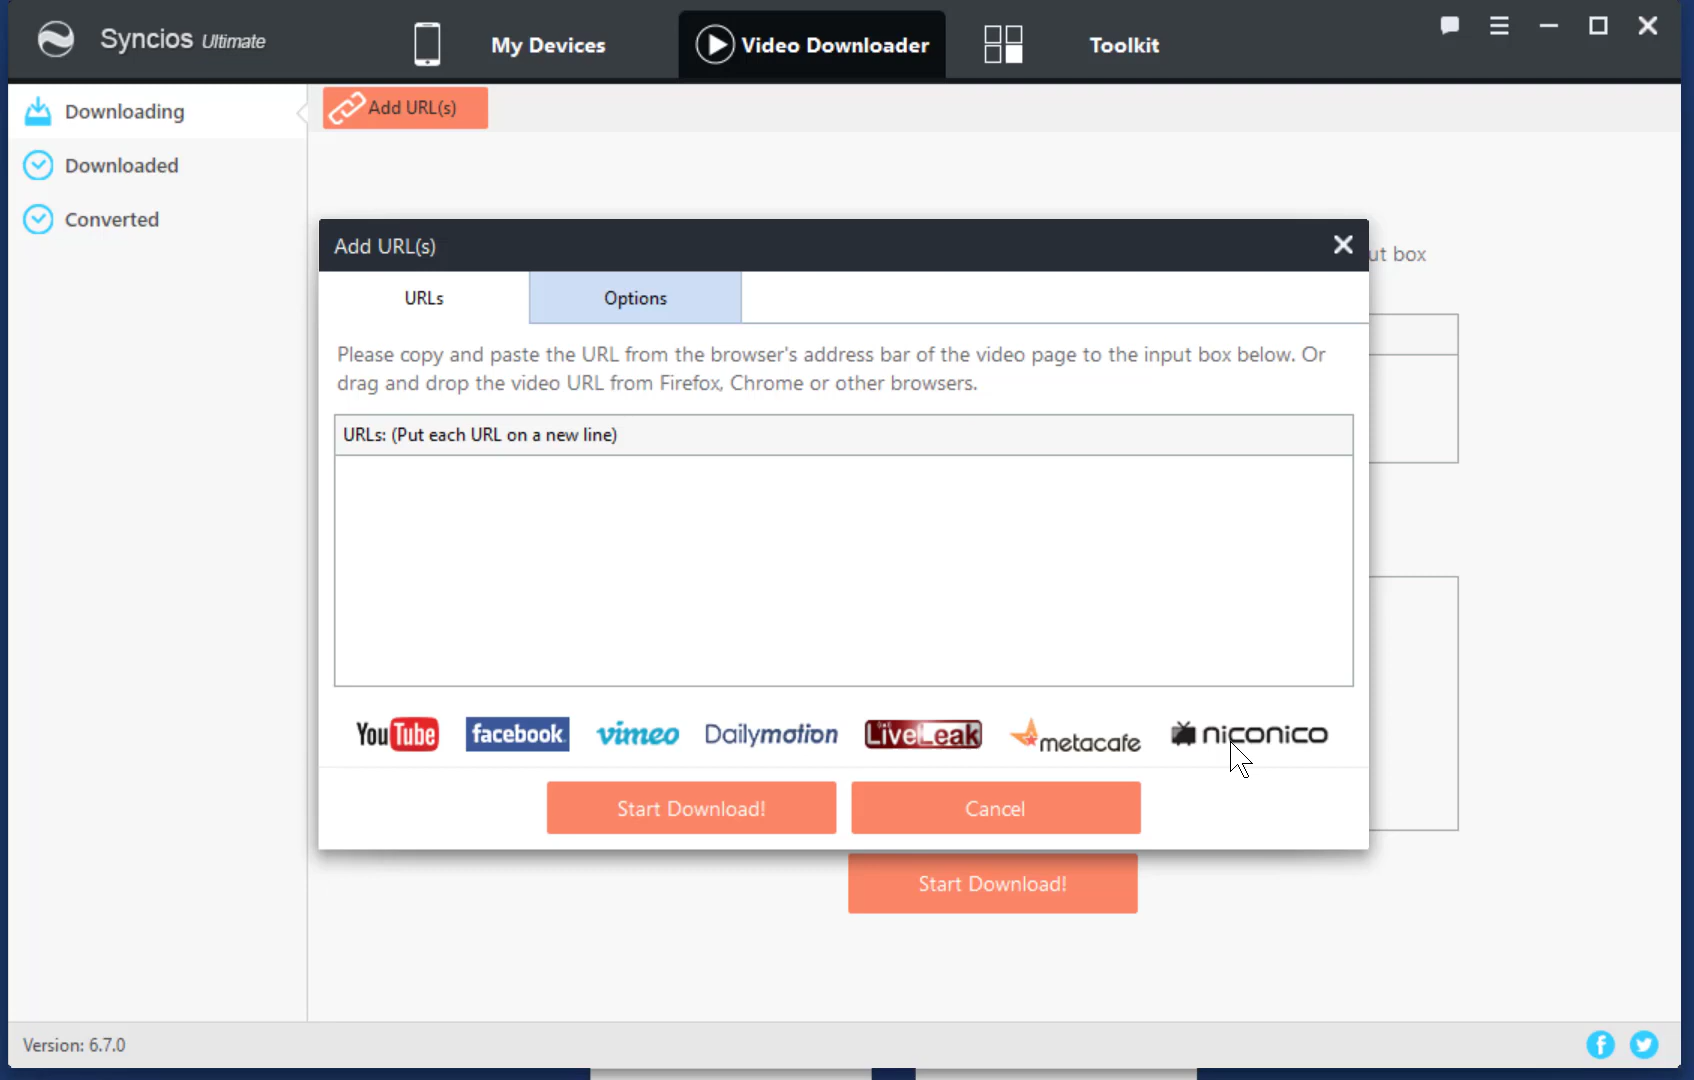 Syncios Ultimate
My Devices
Video Downloader
Toolkit
Downloading
Downloaded
Converted
Add URL(s)
ut box
Add URL(s)
URLs
Options
Please copy and paste the URL from the browser's address bar of the video page to the input box below. Or
drag and drop the video URL from Firefox, Chrome or other browsers.
URLs: (Put each URL on a new line)
YouTube
facebook
vimeo
Dailymotion
LiveLeak
metacafe
niconico
Start Download!
Cancel
Start Download!
Version: 6.7.0